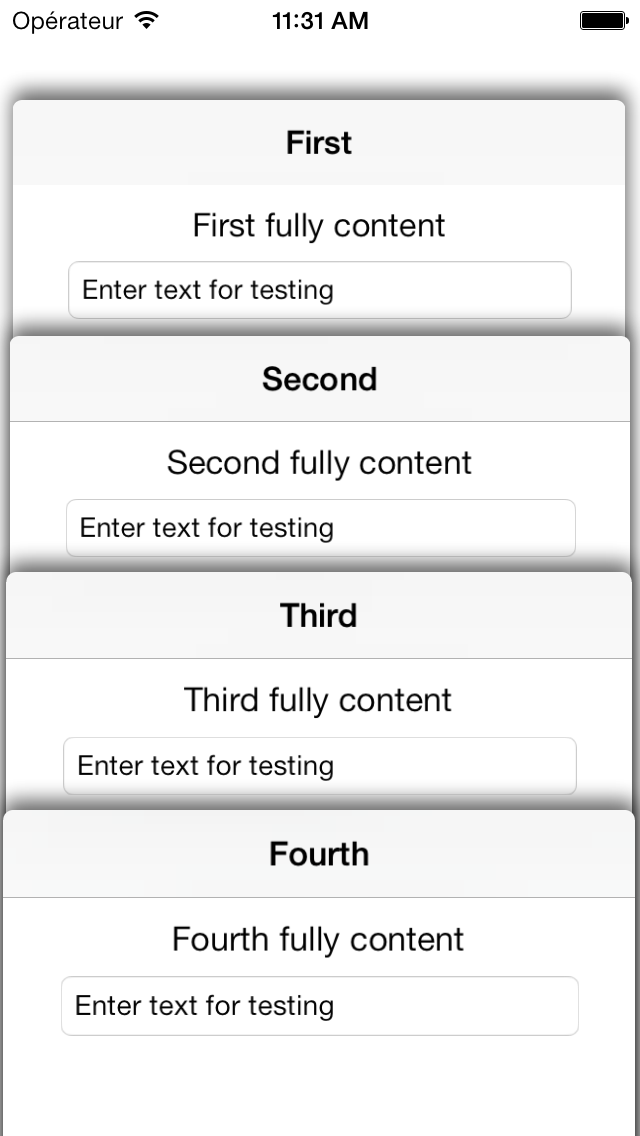 Opérateur 11:31 AM
First
First fully content
Enter text for testing
Second
Second fully content
Enter text for testing
Third
Third fully content
Enter text for testing
Fourth
Fourth fully content
Enter text for testing